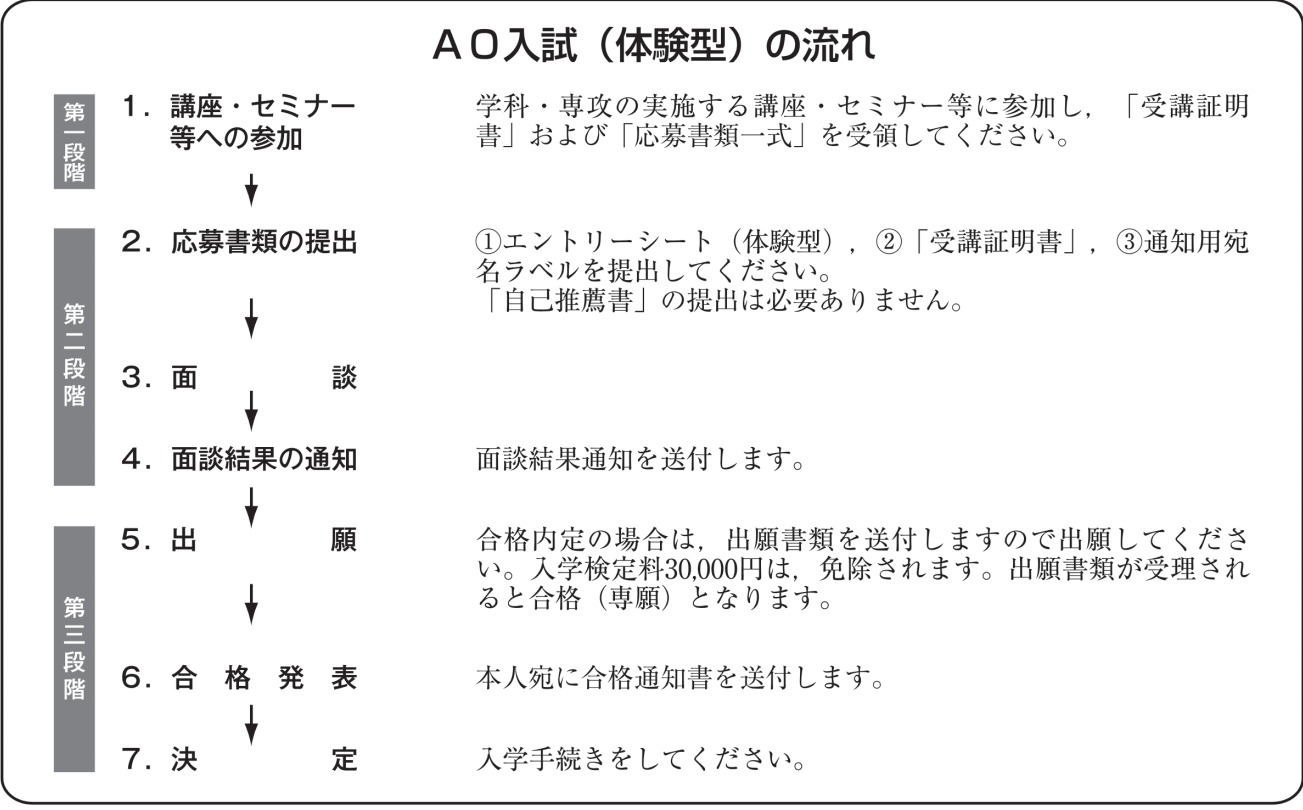 AO入試（体験型）の流れ
第一段階
1．講座・セミナー
等への参加
学科・専攻の実施する講座・セミナー等に参加し，「受講証明
書」および「応募書類一式」を受領してください。
第二段階
2．応募書類の提出
①エントリーシート（体験型），②「受講証明書」，③通知用宛
名ラベルを提出してください。
「自己推薦書」の提出は必要ありません。
3．面談
4．面談結果の通知
面談結果通知を送付します。
第三段階
5．出願
合格内定の場合は，出願書類を送付しますので出願してくださ
い。入学検定料30,000円は，免除されます。出願書類が受理され
ると合格（専願）となります。
6．合格発表
本人宛に合格通知書を送付します。
7．決定
入学手続きをしてください。